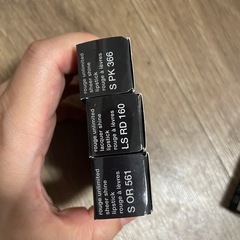 rouge unlimited
sheer shine
lipstick
rouge à lèvres
S PK 366
rouge unlimited
lacquer shine
lipstick
rouge à lèvres
LS RD 160
rouge unlimited
sheer shine
lipstick
rouge à lèvres
S OR 561